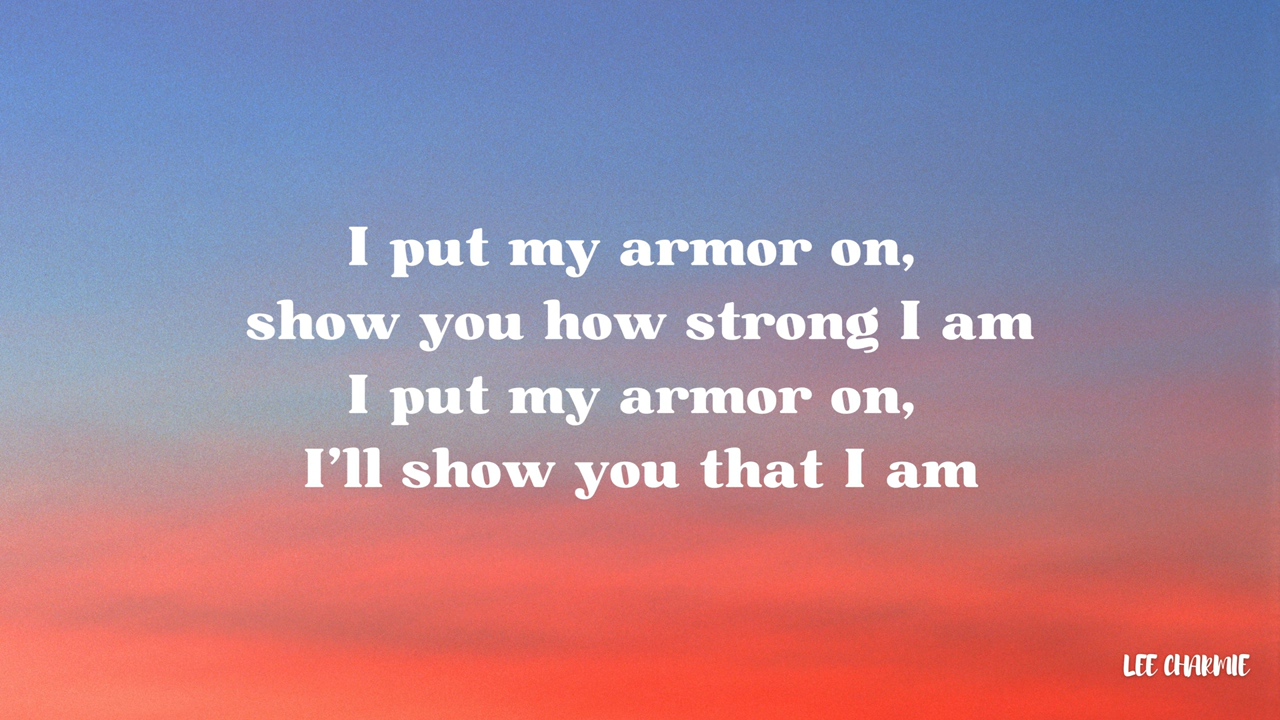 I put my armor on,
show you how strong I am
I put my armor on,
I’ll show you that I am
LEE CHARMIE